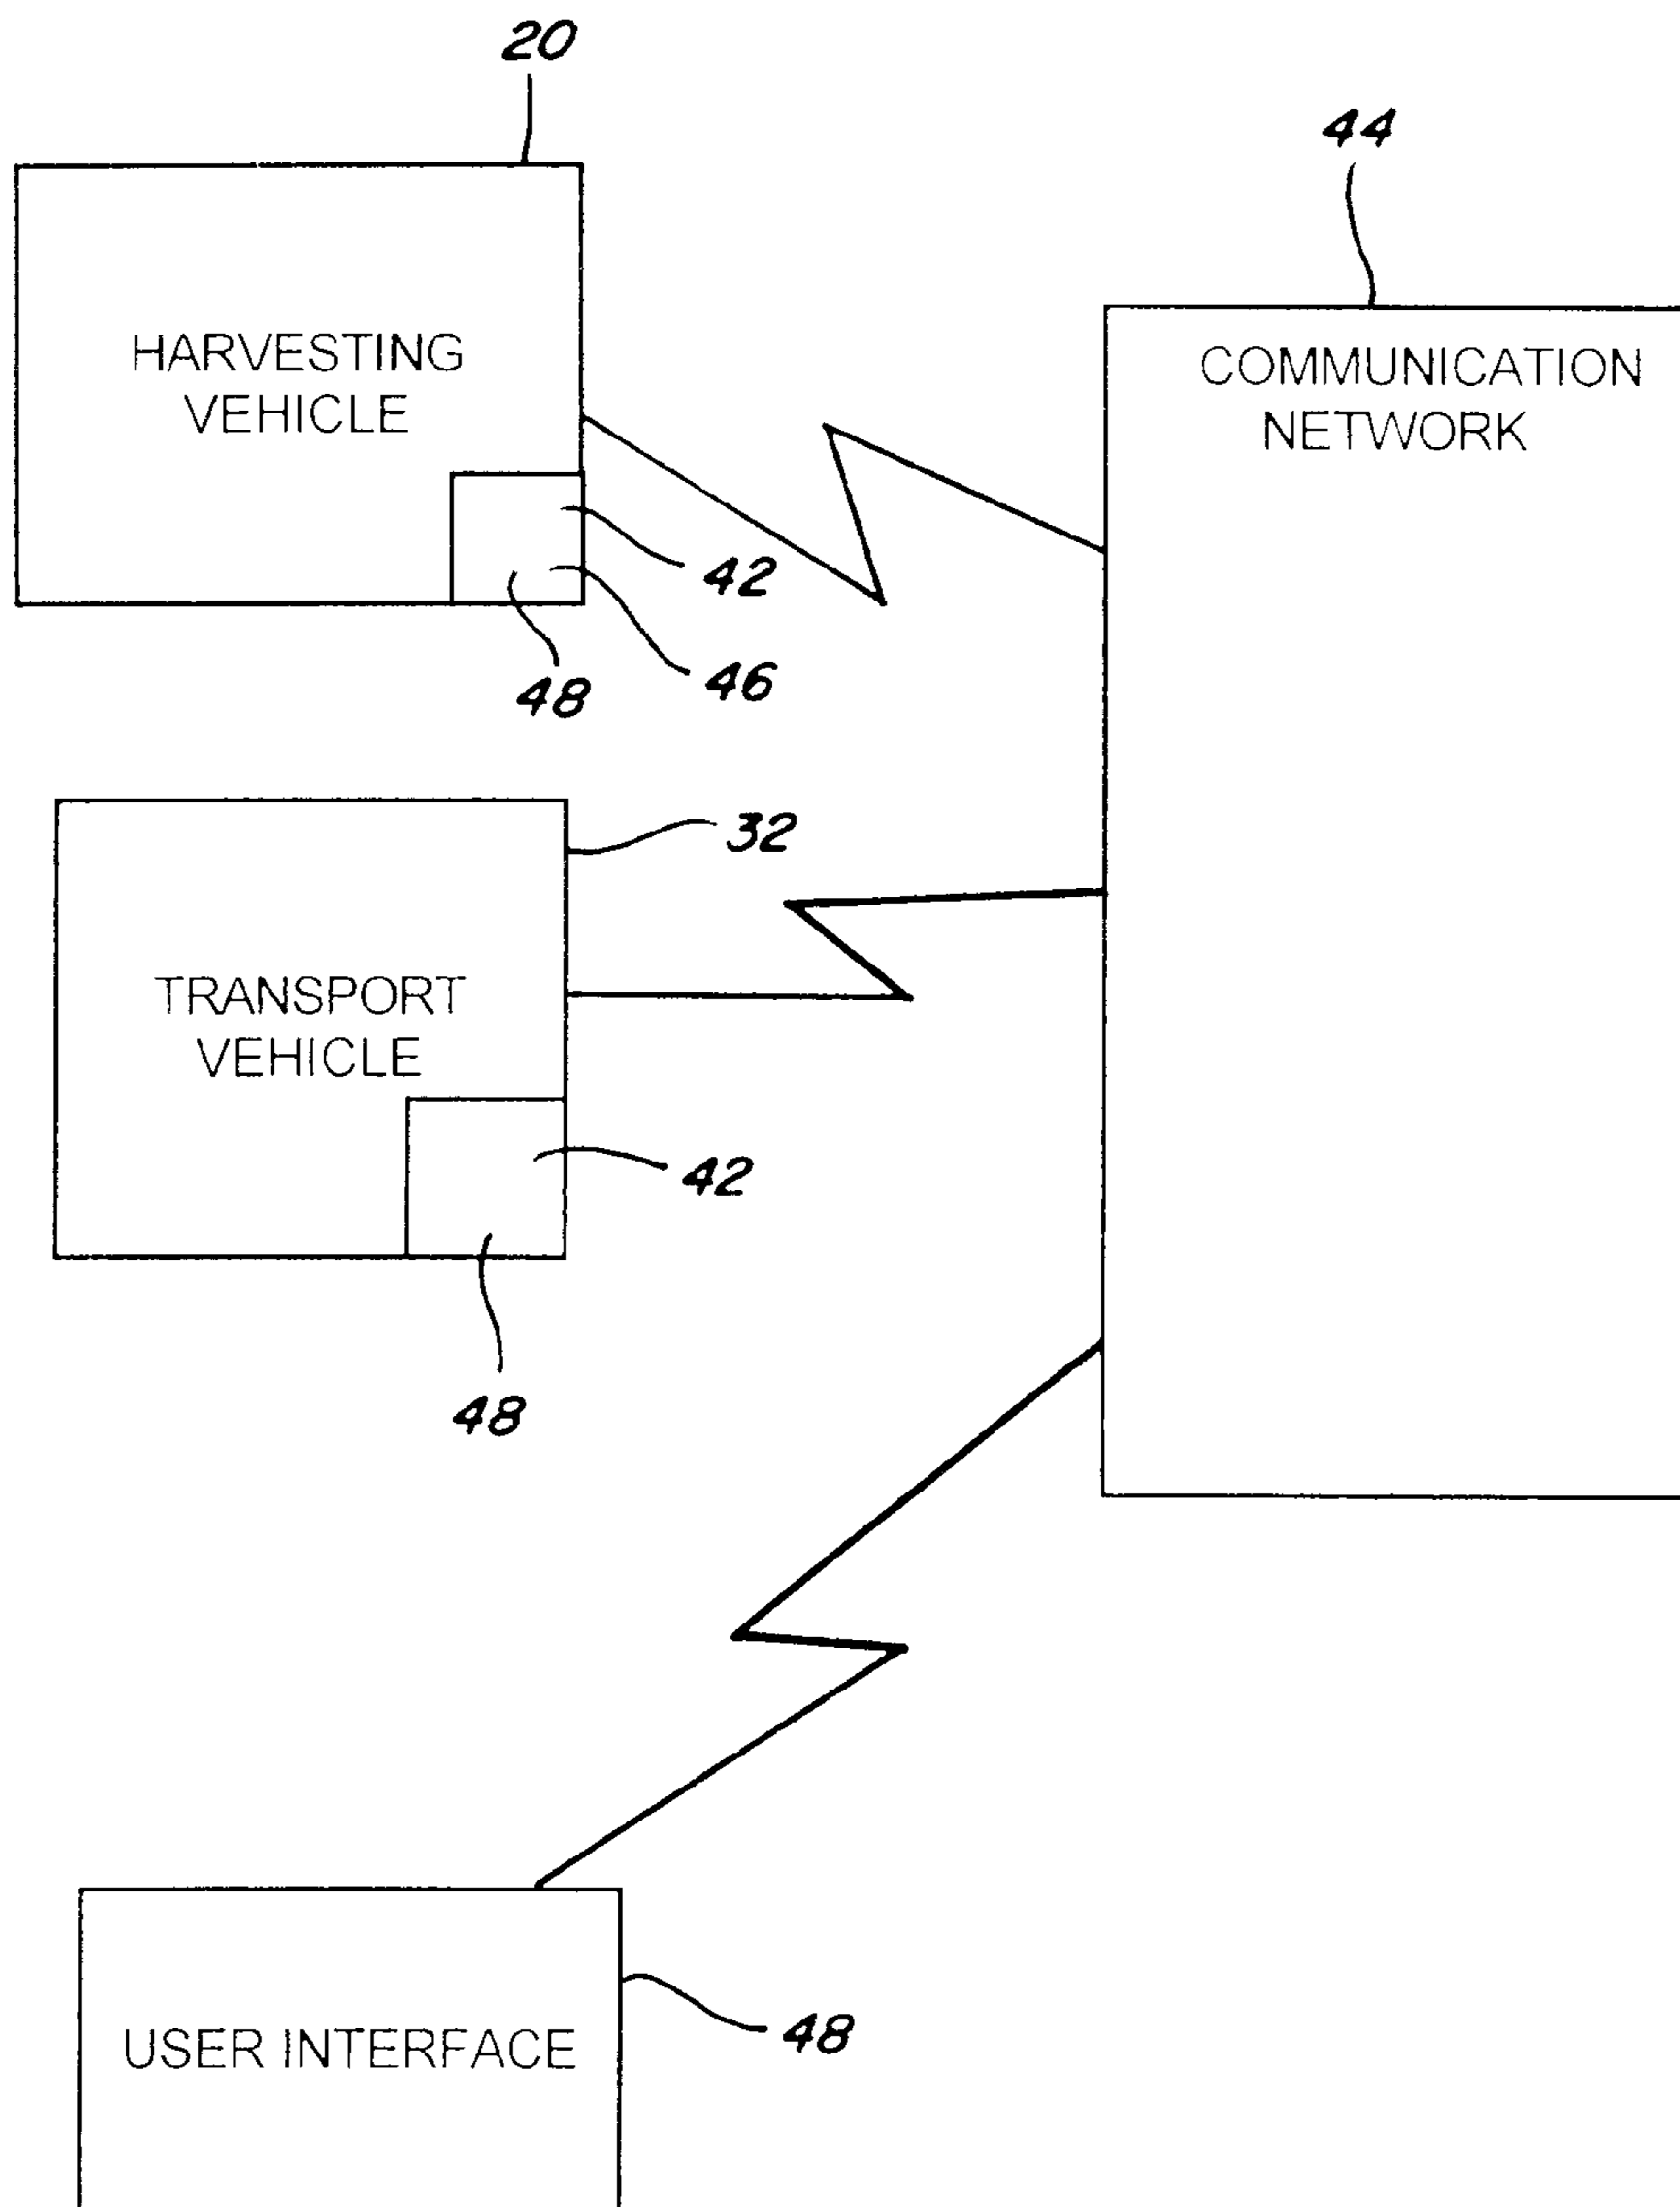 20
44
HARVESTING
VEHICLE
COMMUNICATION
NETWORK
42
46
48
32
TRANSPORT
VEHICLE
42
48
USER INTERFACE
48